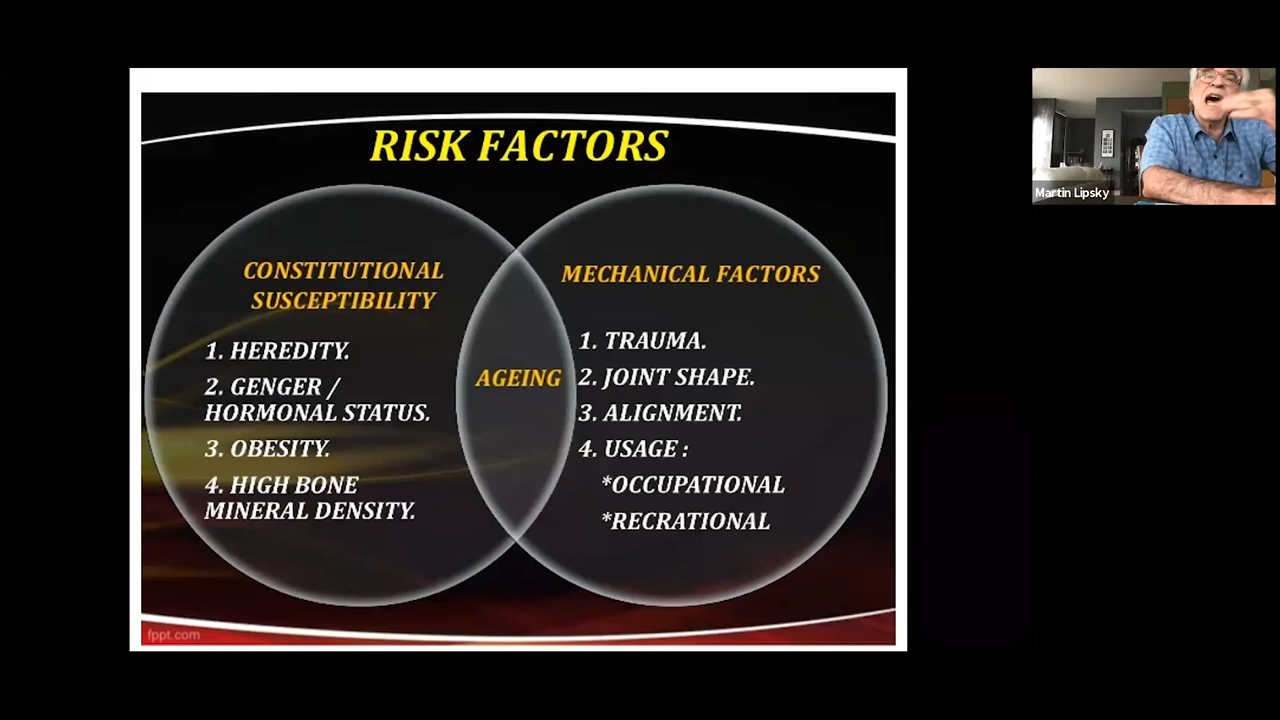 RISK FACTORS
CONSTITUTIONAL
SUSCEPTIBILITY
1. HEREDITY.
2. GENGER /
HORMONAL STATUS.
3. OBESITY.
4. HIGH BONE
MINERAL DENSITY.
AGEING
MECHANICAL FACTORS
1. TRAUMA.
2. JOINT SHAPE.
3. ALIGNMENT.
4. USAGE :
*OCCUPATIONAL
*RECRATIONAL
fppt.com
Martin Lipsky